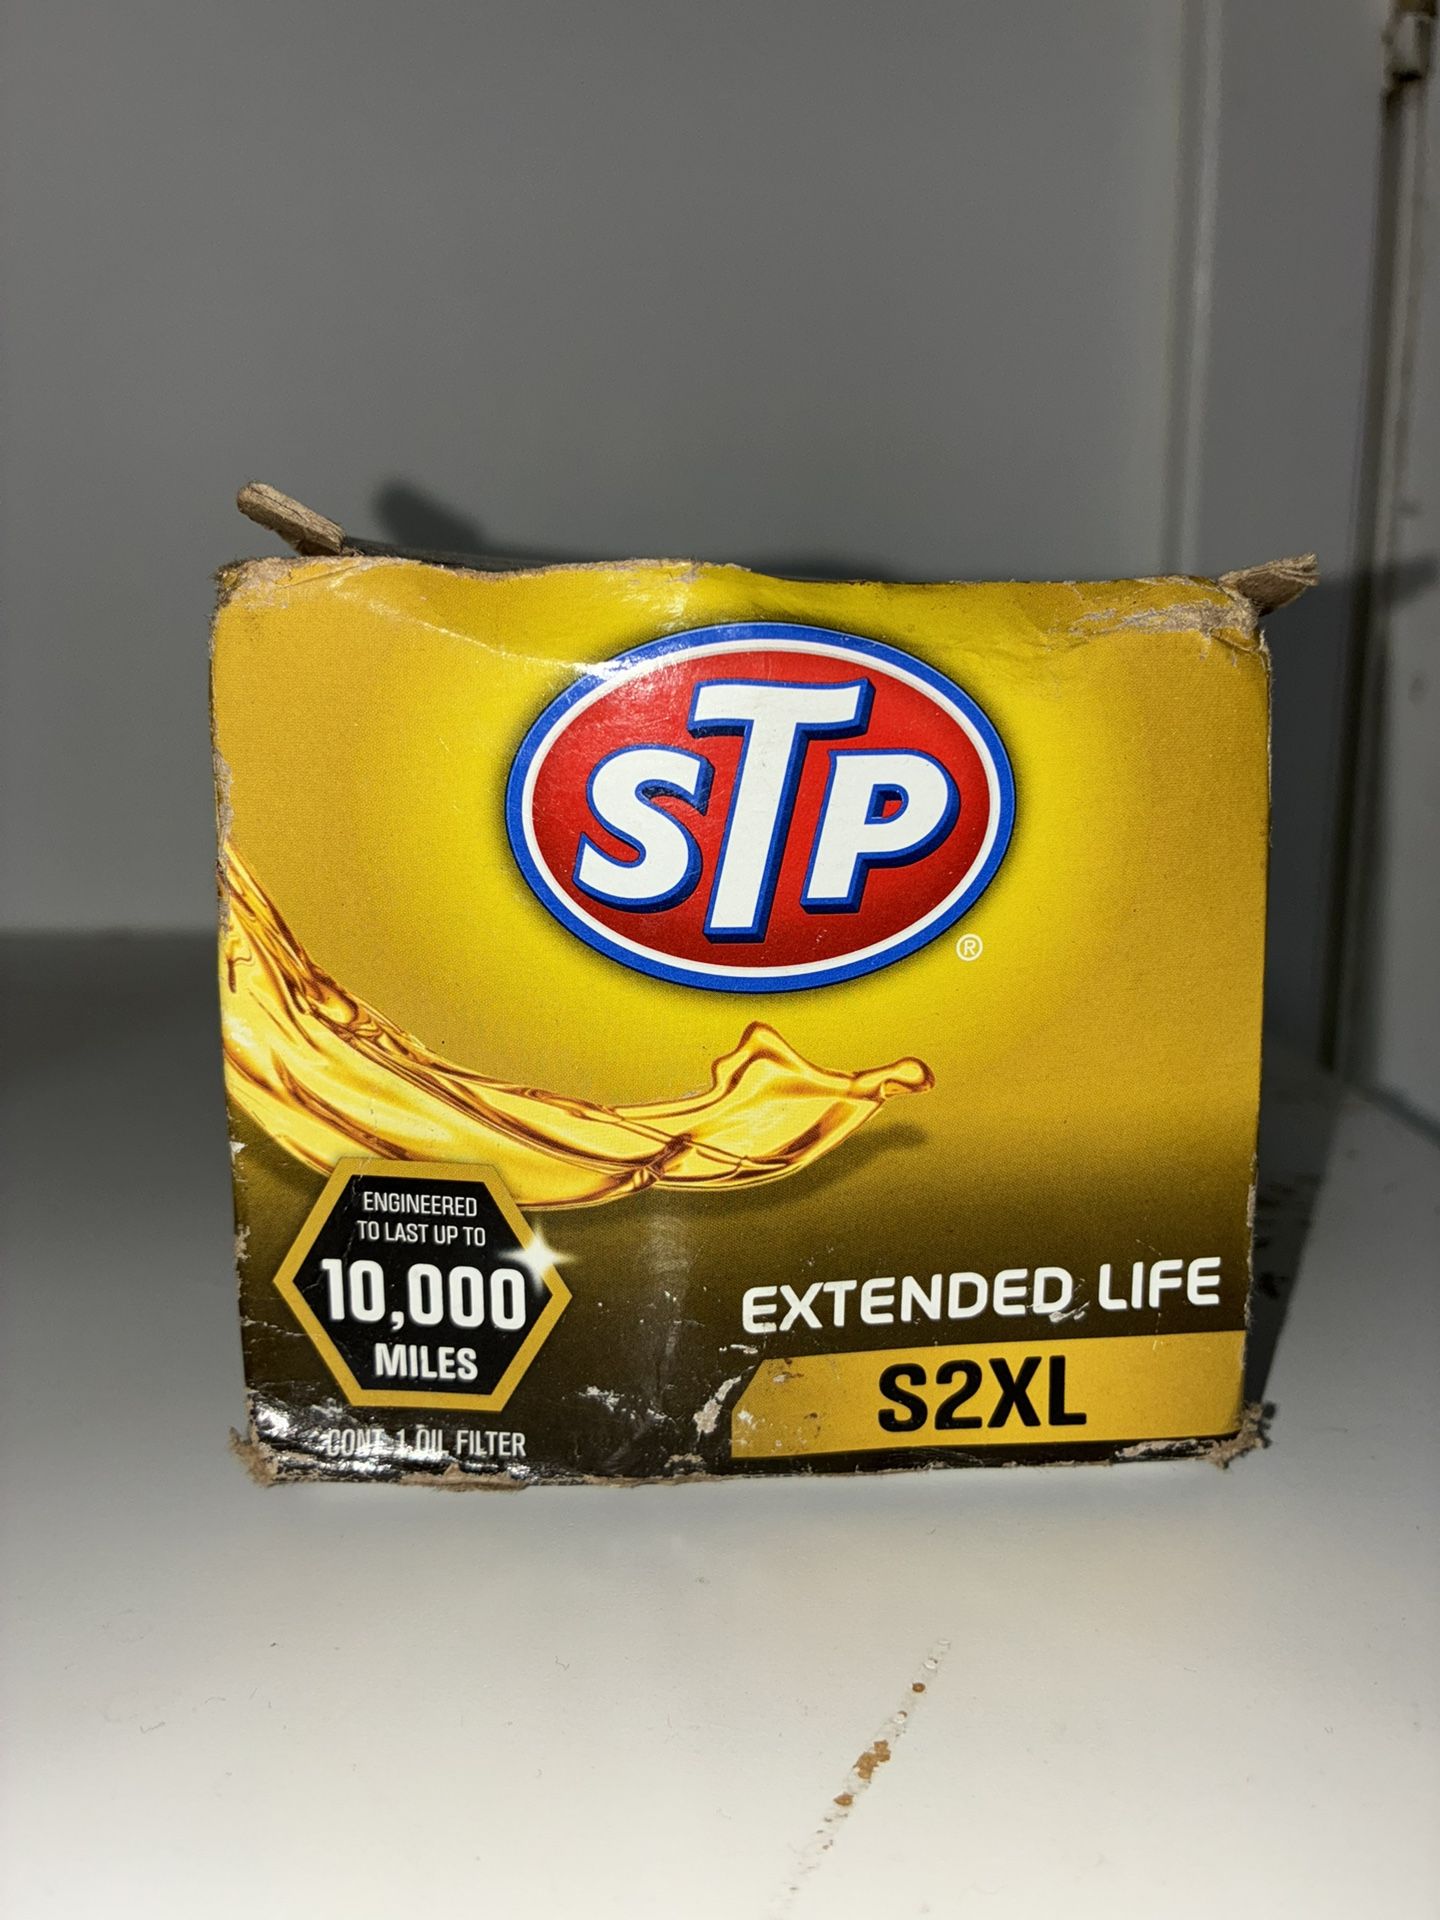 STP
®
ENGINEERED
TO LAST UP TO
10,000
MILES
EXTENDED LIFE
S2XL
CONT. 1 OIL FILTER